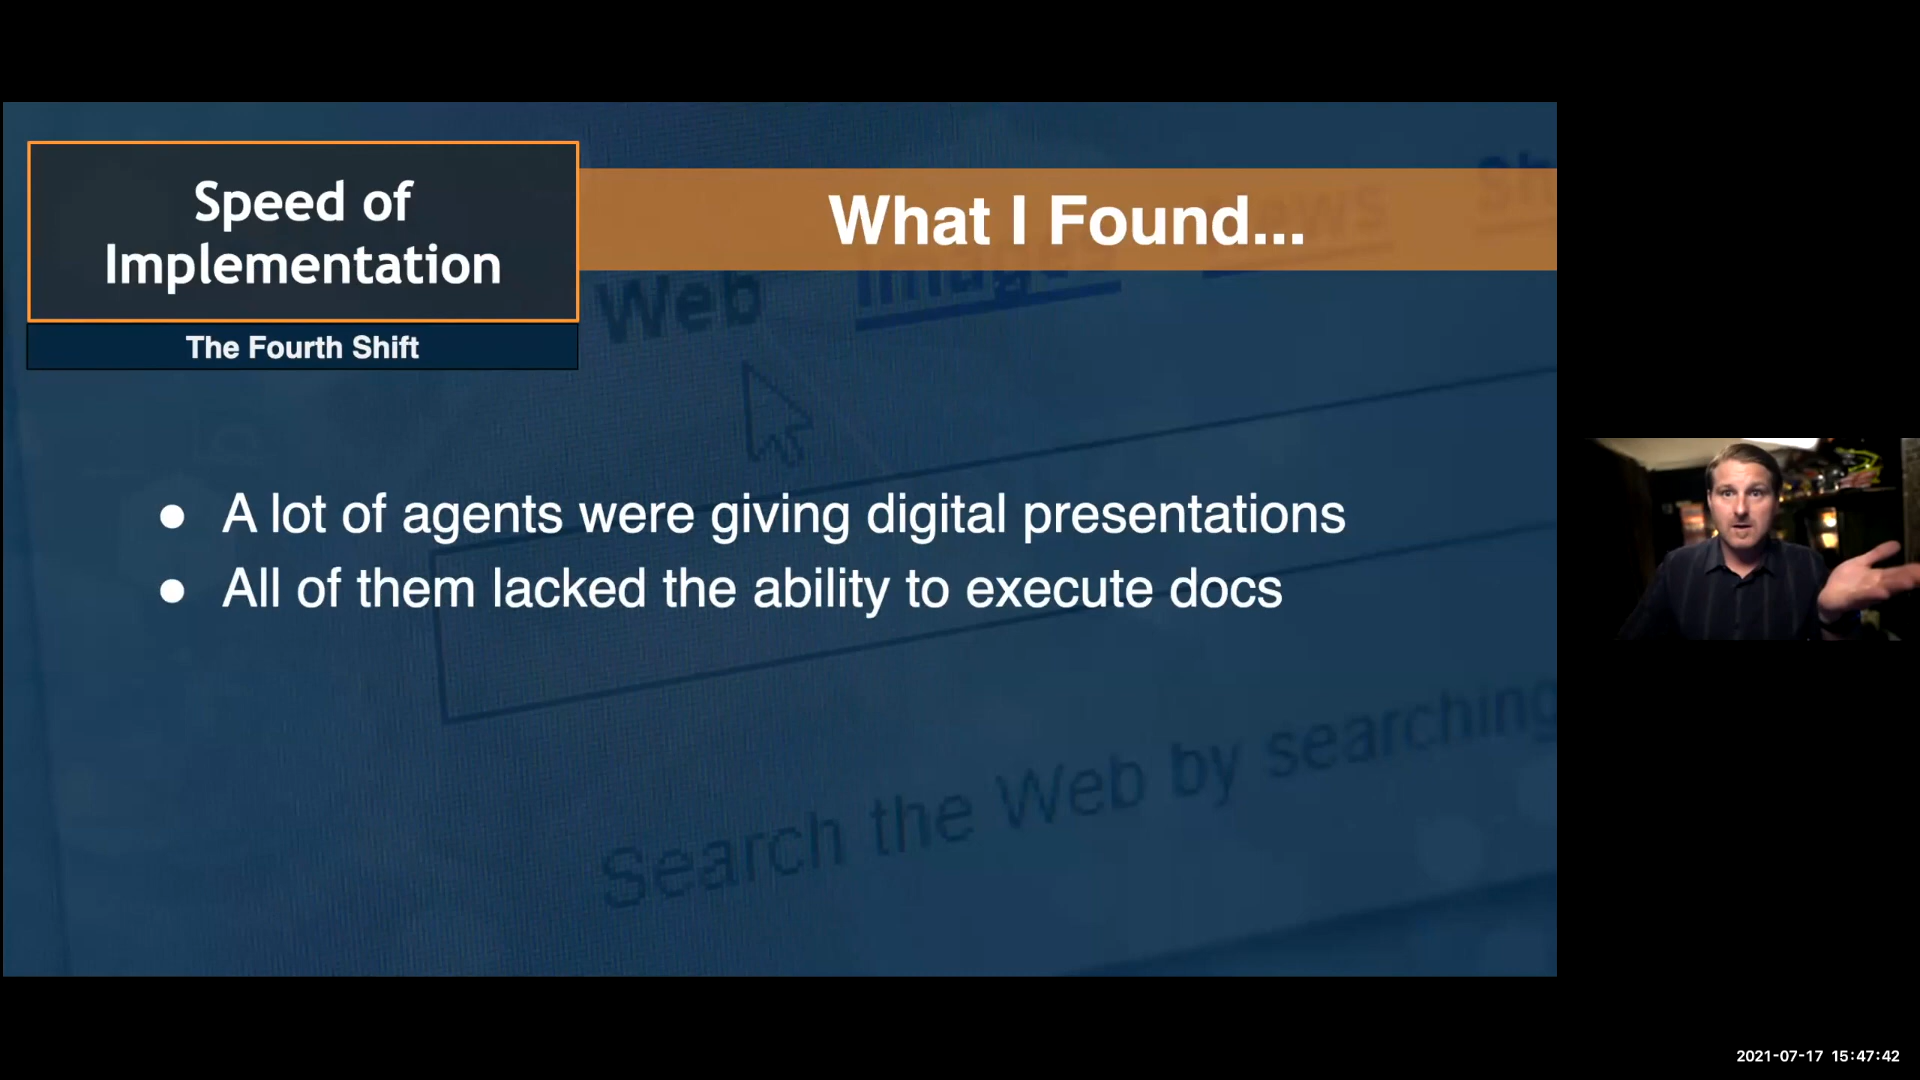 Speed of
Implementation
The Fourth Shift
What I Found...
Web
Images
● A lot of agents were giving digital presentations
● All of them lacked the ability to execute docs
Search the Web by searching
2021-07-17 15:47:42